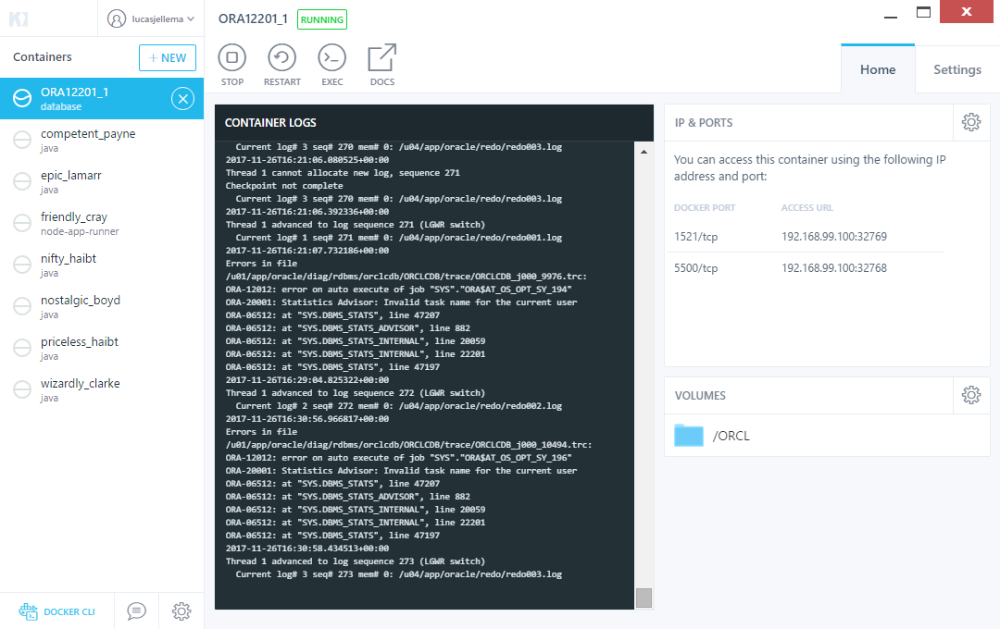 lucasjellema
Containers
+ NEW
ORA12201_1
database
competent_payne
java
epic_lamarr
java
friendly_cray
node-app-runner
nifty_haibt
java
nostalgic_boyd
java
priceless_haibt
java
wizardly_clarke
java
DOCKER CLI
ORA12201_1 RUNNING
STOP RESTART EXEC DOCS
Home Settings
CONTAINER LOGS
Current log# 3 seq# 270 mem# 0: /u04/app/oracle/redo/redo003.log
2017-11-26T16:21:06.080525+00:00
Thread 1 cannot allocate new log, sequence 271
Checkpoint not complete
Current log# 3 seq# 270 mem# 0: /u04/app/oracle/redo/redo003.log
2017-11-26T16:21:06.392336+00:00
Thread 1 advanced to log sequence 271 (LGWR switch)
Current log# 1 seq# 271 mem# 0: /u04/app/oracle/redo/redo001.log
2017-11-26T16:21:07.732186+00:00
Errors in file
/u01/app/oracle/diag/rdbms/orclcdb/ORCLCDB/trace/ORCLCDB_j000_9976.trc:
ORA-12012: error on auto execute of job "SYS"."ORA$AT_OS_OPT_SY_194"
ORA-20001: Statistics Advisor: Invalid task name for the current user
ORA-06512: at "SYS.DBMS_STATS", line 47207
ORA-06512: at "SYS.DBMS_STATS_ADVISOR", line 882
ORA-06512: at "SYS.DBMS_STATS_INTERNAL", line 20059
ORA-06512: at "SYS.DBMS_STATS_INTERNAL", line 22201
ORA-06512: at "SYS.DBMS_STATS", line 47197
2017-11-26T16:29:04.825322+00:00
Thread 1 advanced to log sequence 272 (LGWR switch)
Current log# 2 seq# 272 mem# 0: /u04/app/oracle/redo/redo002.log
2017-11-26T16:30:56.966817+00:00
Errors in file
/u01/app/oracle/diag/rdbms/orclcdb/ORCLCDB/trace/ORCLCDB_j000_10494.trc:
ORA-12012: error on auto execute of job "SYS"."ORA$AT_OS_OPT_SY_196"
ORA-20001: Statistics Advisor: Invalid task name for the current user
ORA-06512: at "SYS.DBMS_STATS", line 47207
ORA-06512: at "SYS.DBMS_STATS_ADVISOR", line 882
ORA-06512: at "SYS.DBMS_STATS_INTERNAL", line 20059
ORA-06512: at "SYS.DBMS_STATS_INTERNAL", line 22201
ORA-06512: at "SYS.DBMS_STATS", line 47197
2017-11-26T16:30:58.434513+00:00
Thread 1 advanced to log sequence 273 (LGWR switch)
Current log# 3 seq# 273 mem# 0: /u04/app/oracle/redo/redo003.log
IP & PORTS
You can access this container using the following IP
address and port:
DOCKER PORT ACCESS URL
1521/tcp 192.168.99.100:32769
5500/tcp 192.168.99.100:32768
VOLUMES
/ORCL